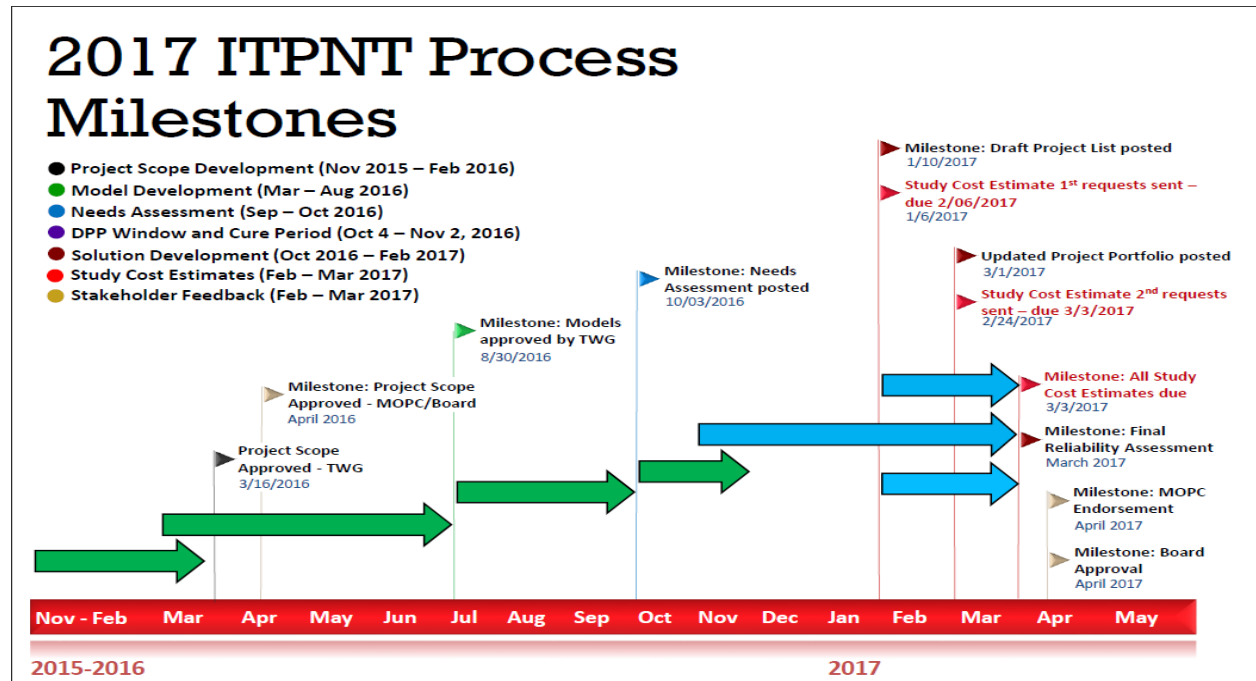 2017 ITPNT Process
Milestones
Project Scope Development (Nov 2015 – Feb 2016)
Model Development (Mar – Aug 2016)
Needs Assessment (Sep – Oct 2016)
DPP Window and Cure Period (Oct 4 – Nov 2, 2016)
Solution Development (Oct 2016 – Feb 2017)
Study Cost Estimates (Feb – Mar 2017)
Stakeholder Feedback (Feb – Mar 2017)
Project Scope
Approved - TWG
3/16/2016
Milestone: Project Scope
Approved - MOPC/Board
April 2016
Milestone: Models
approved by TWG
8/30/2016
Milestone: Needs
Assessment posted
10/03/2016
Milestone: Draft Project List posted
1/10/2017
Study Cost Estimate 1st requests sent –
due 2/06/2017
1/6/2017
Updated Project Portfolio posted
3/1/2017
Study Cost Estimate 2nd requests
sent – due 3/3/2017
2/24/2017
Milestone: All Study
Cost Estimates due
3/3/2017
Milestone: Final
Reliability Assessment
March 2017
Milestone: MOPC
Endorsement
April 2017
Milestone: Board
Approval
April 2017
Nov - Feb Mar Apr May Jun Jul Aug Sep Oct Nov Dec Jan Feb Mar Apr May
2015-2016 2017